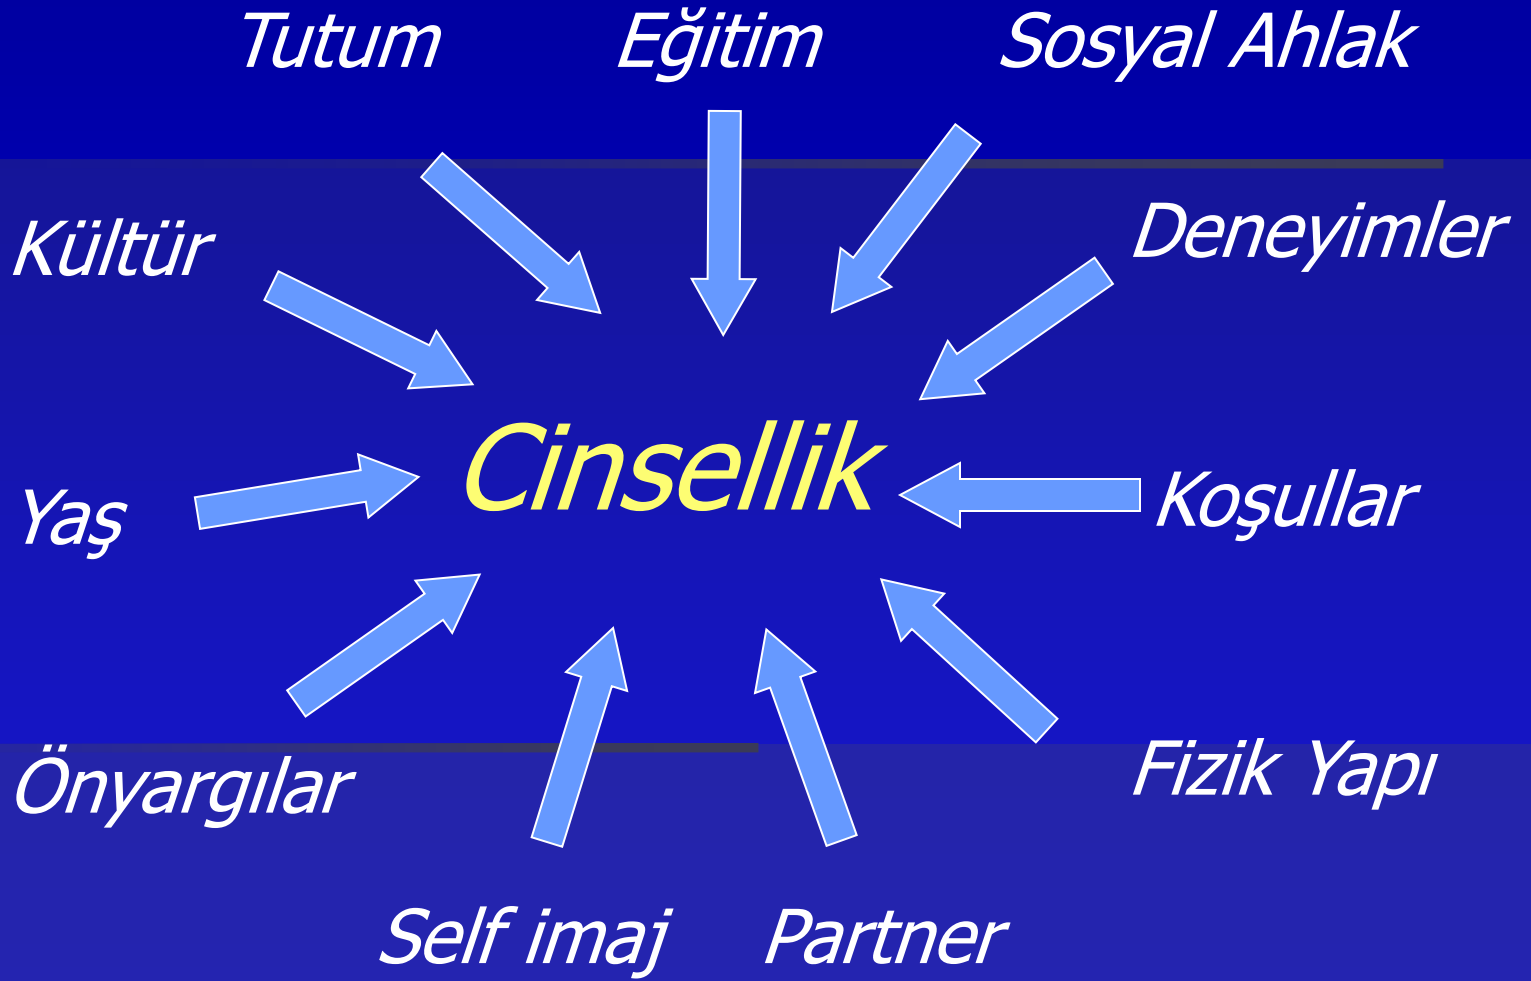 Tutum
Eğitim
Sosyal Ahlak
Kültür
Deneyimler
Cinsellik
Yaş
Koşullar
Önyargılar
Fizik Yapı
Self imaj
Partner